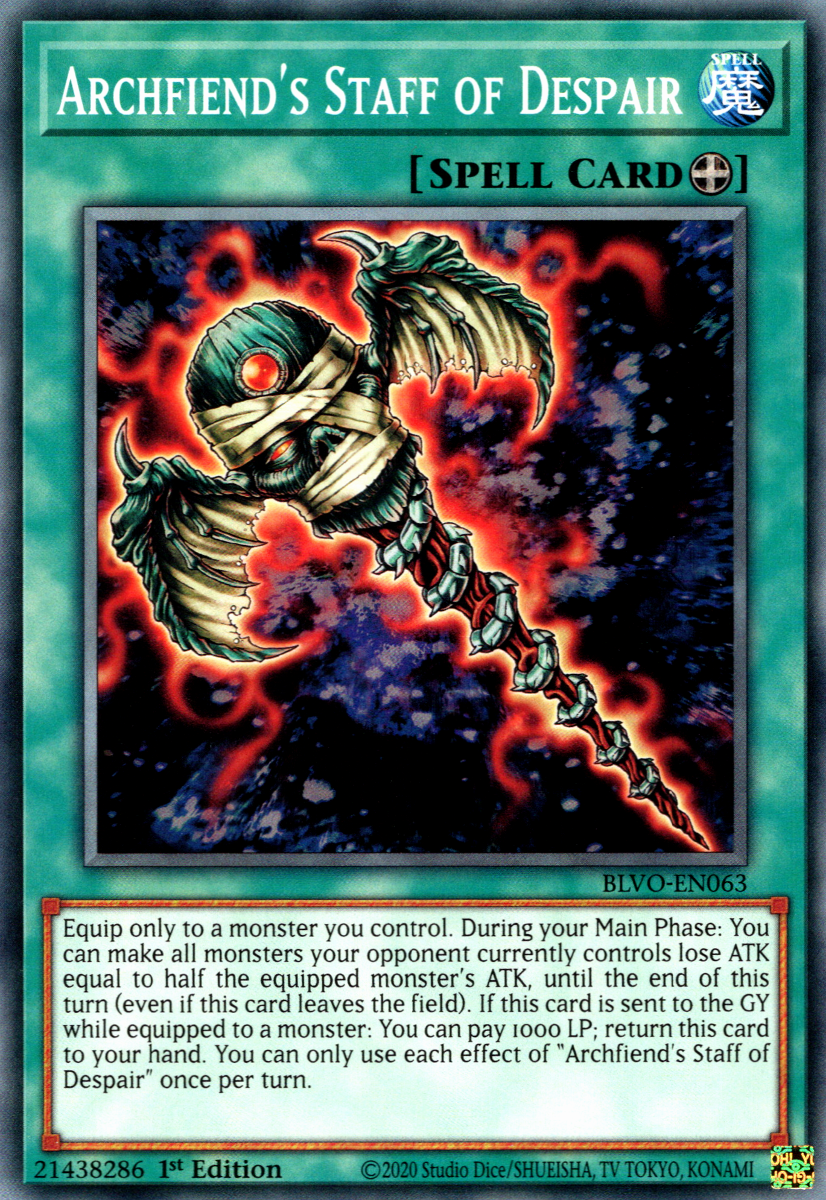 ARCHFIEND'S STAFF OF DESPAIR
SPELL
魔
[SPELL CARD]
BLVO-EN063
Equip only to a monster you control. During your Main Phase: You
can make all monsters your opponent currently controls lose ATK
equal to half the equipped monster's ATK, until the end of this
turn (even if this card leaves the field). If this card is sent to the GY
while equipped to a monster: You can pay 1000 LP; return this card
to your hand. You can only use each effect of "Archfiend's Staff of
Despair" once per turn.
21438286 1st Edition
©2020 Studio Dice/SHUEISHA, TV TOKYO, KONAMI